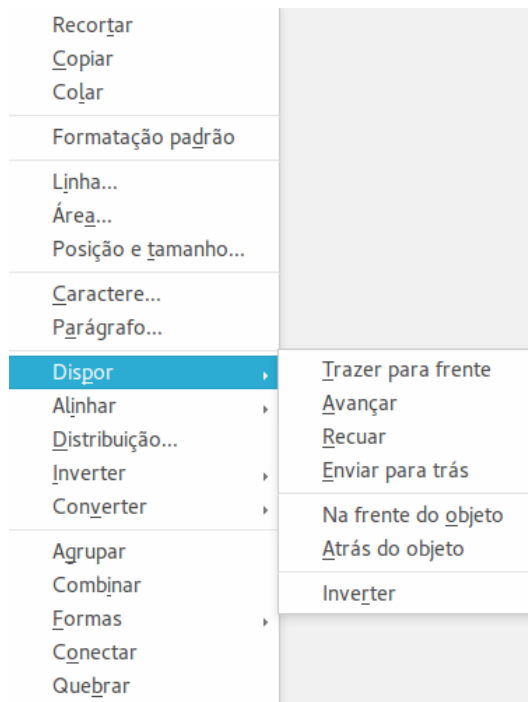 Recortar
Copiar
Colar
Formatação padrão
Linha...
Área...
Posição e tamanho...
Caractere...
Parágrafo...
Dispor
Alinhar
Distribuição...
Inverter
Converter
Agrupar
Combinar
Formas
Conectar
Quebrar
Trazer para frente
Avançar
Recuar
Enviar para trás
Na frente do objeto
Atrás do objeto
Inverter